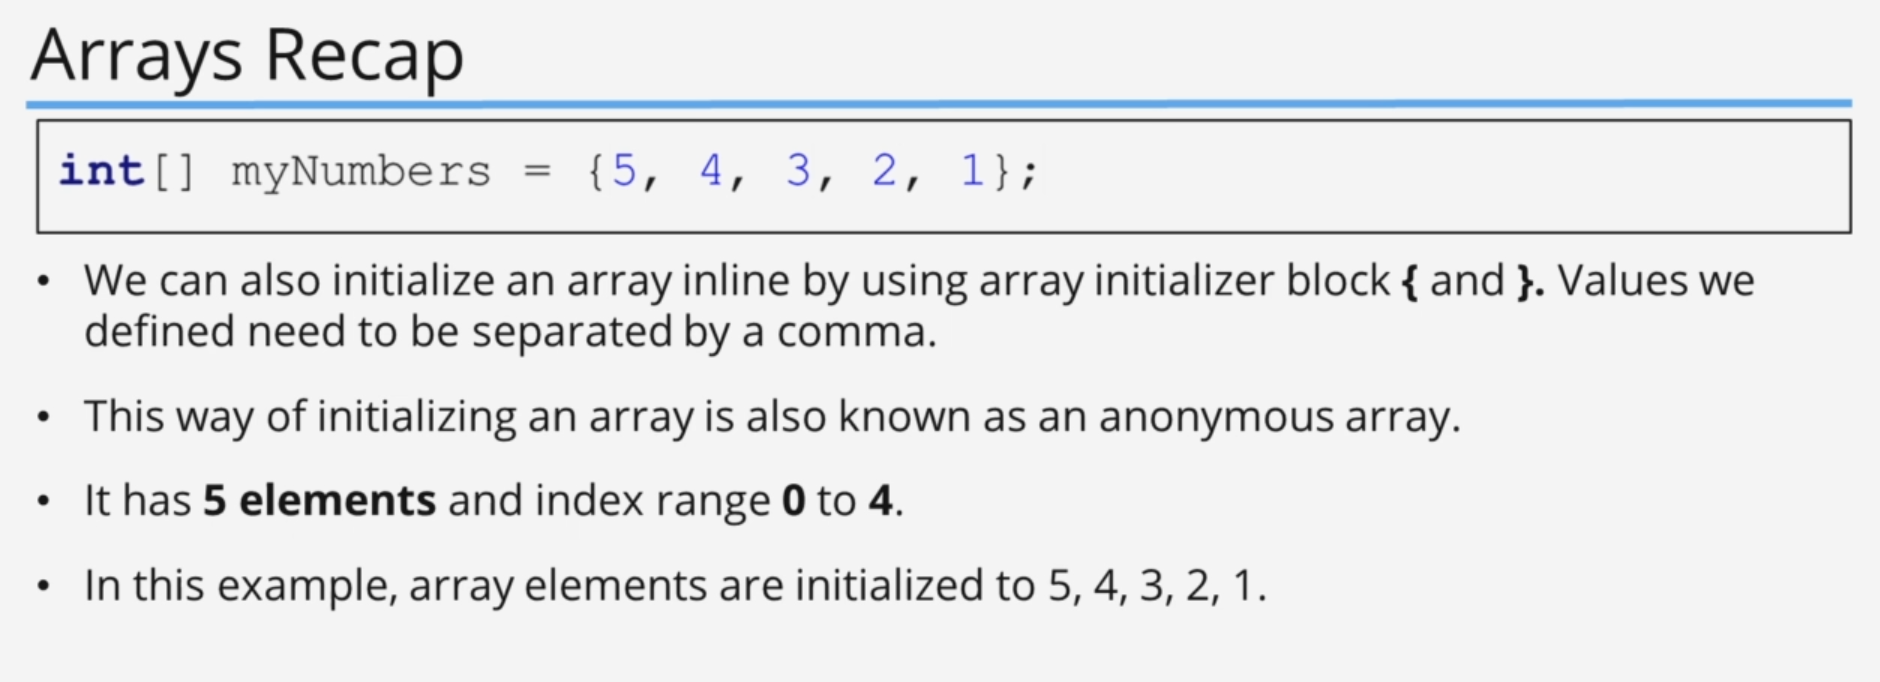 Arrays Recap
int[] myNumbers = {5, 4, 3, 2, 1};
• We can also initialize an array inline by using array initializer block { and }. Values we
defined need to be separated by a comma.
• This way of initializing an array is also known as an anonymous array.
• It has 5 elements and index range 0 to 4.
• In this example, array elements are initialized to 5, 4, 3, 2, 1.